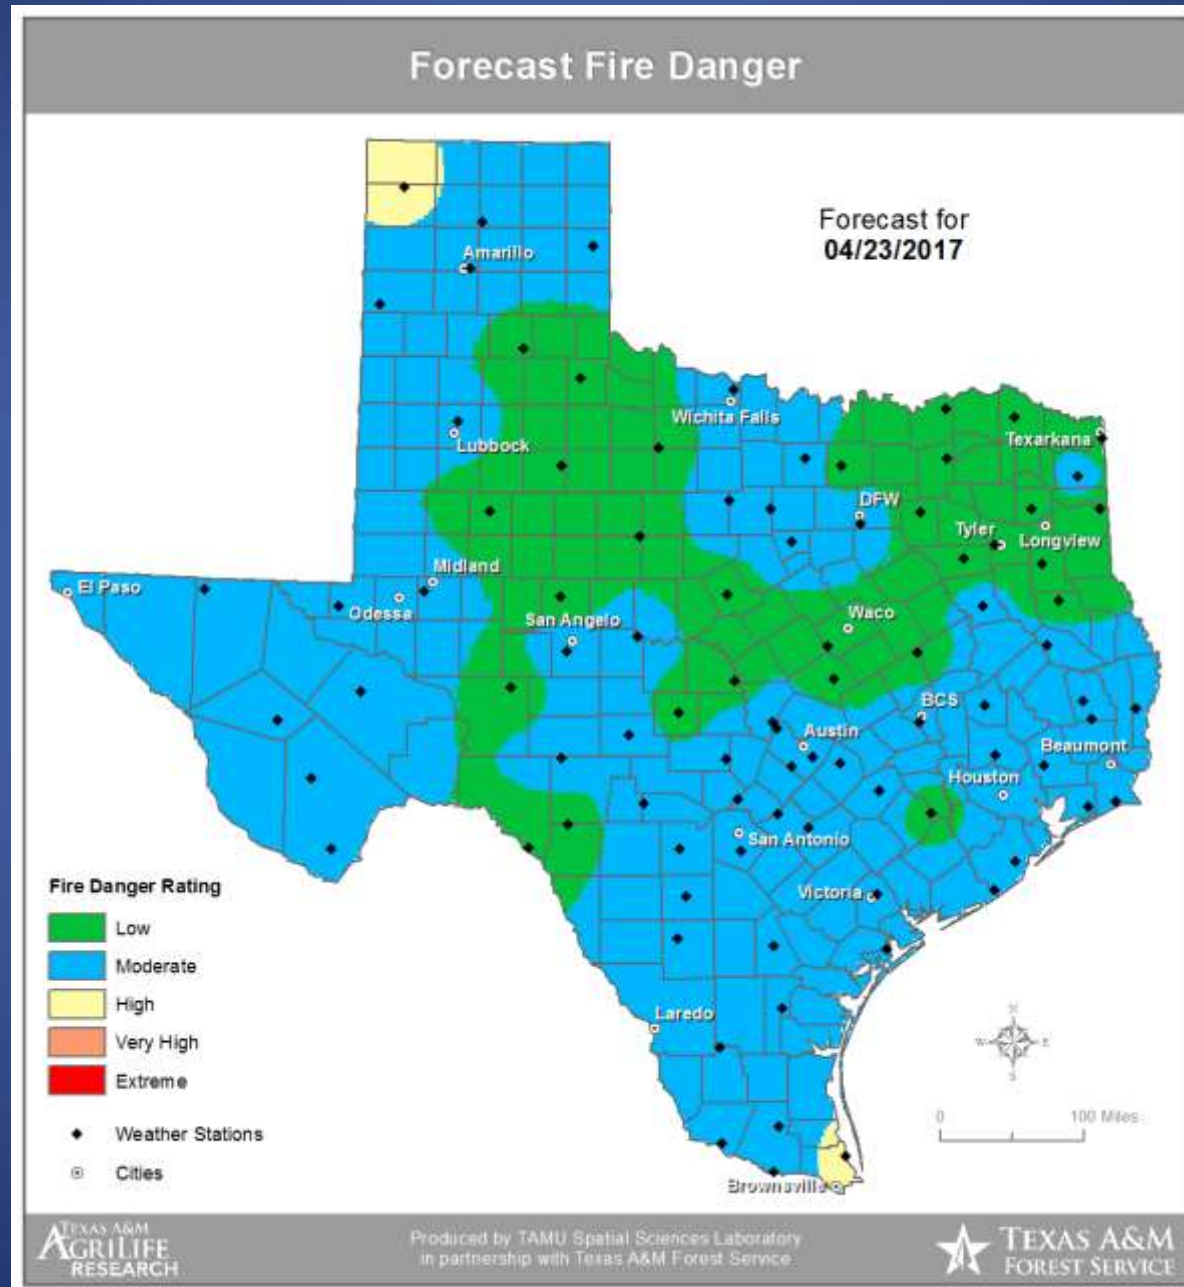 Forecast Fire Danger
Forecast for
04/23/2017
Amarillo
Wichita Falls
Lubbock
Texarkana
DFW
Tyler
Longview
Midland
El Paso
Odessa
San Angelo
Waco
BCS
Austin
Beaumont
Houston
San Antonio
Victoria
Laredo
Brownsville
Fire Danger Rating
Low
Moderate
High
Very High
Extreme
Weather Stations
Cities
N
W E
S
0 100 Miles
TEXAS A&M
AGRILIFE
RESEARCH
Produced by TAMU Spatial Sciences Laboratory
in partnership with Texas A&M Forest Service
TEXAS A&M
FOREST SERVICE